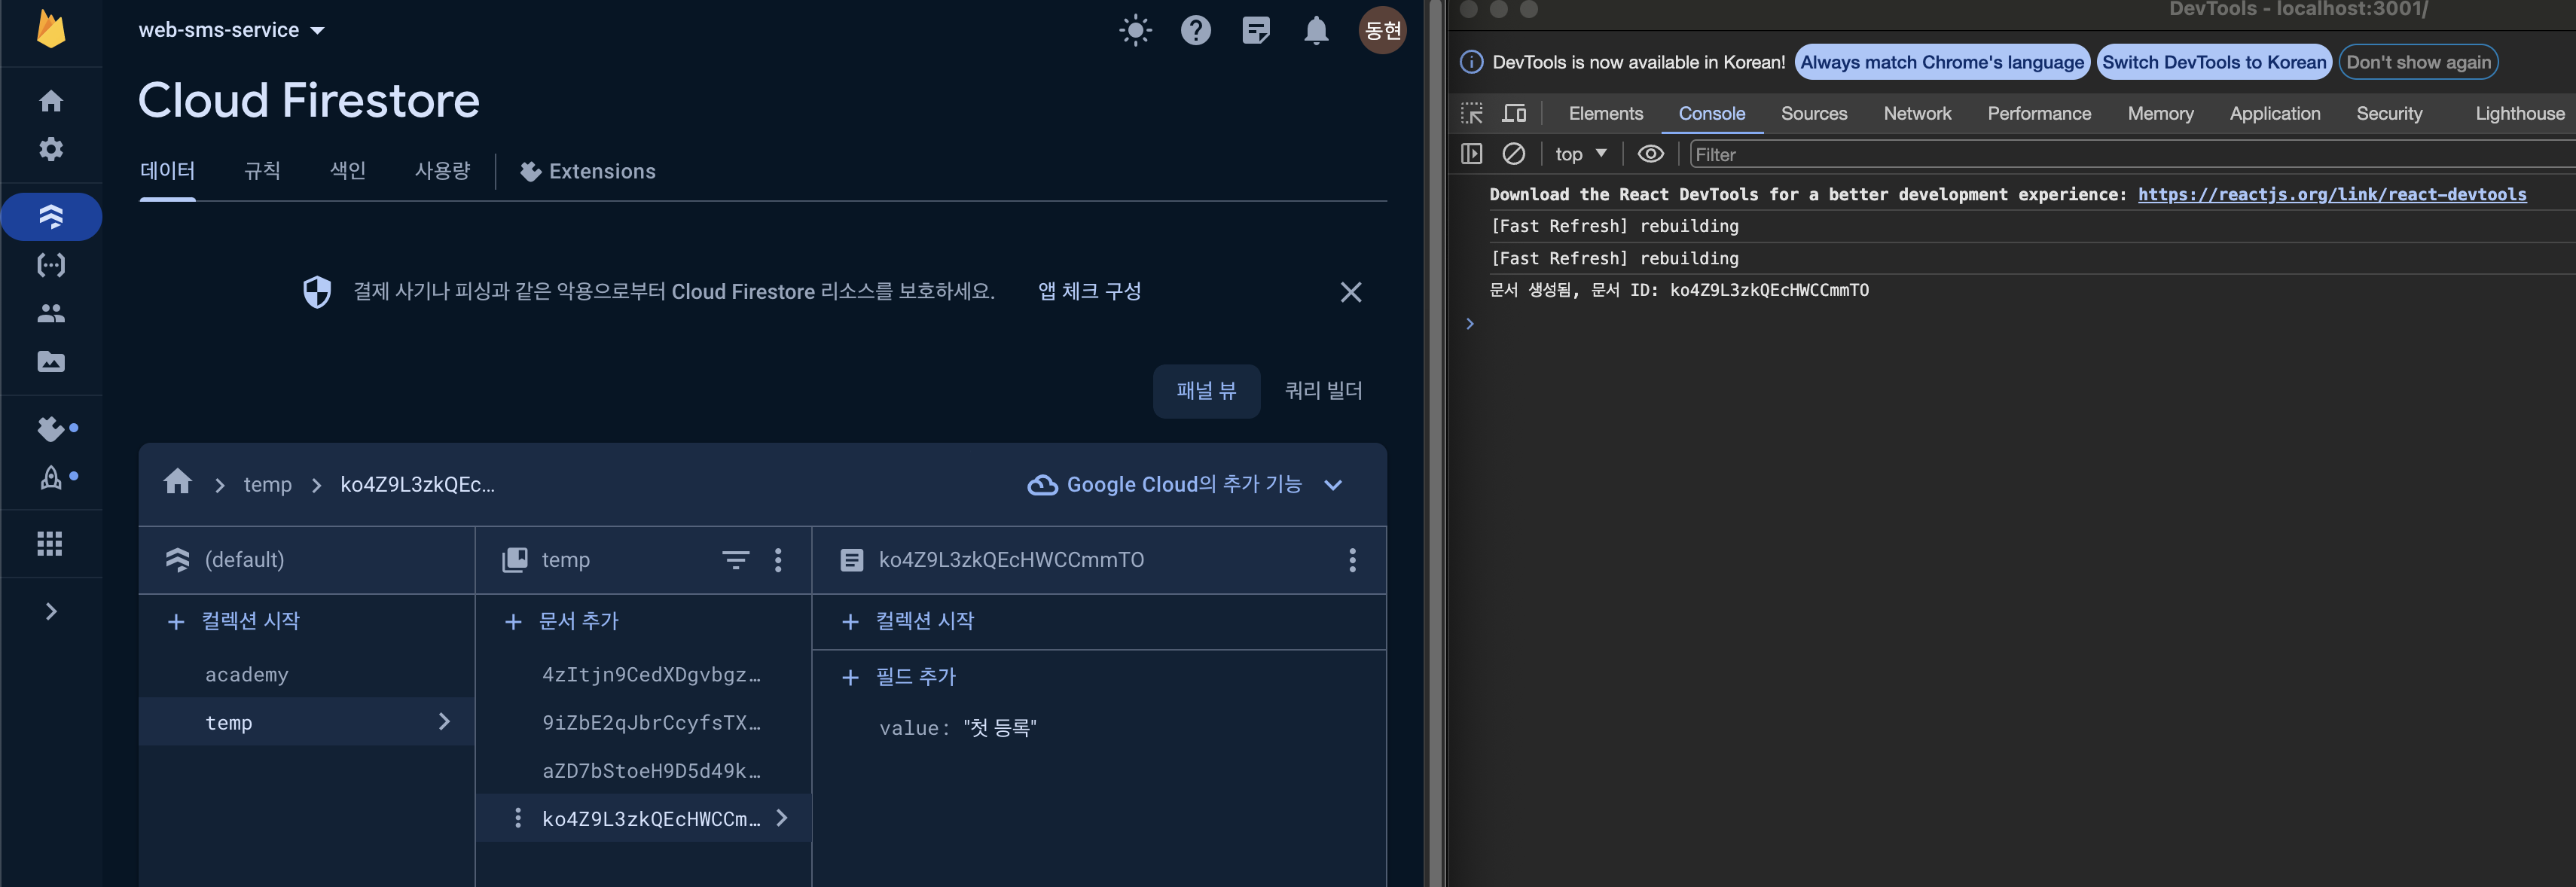 web-sms-service
동현
Cloud Firestore
데이터 규칙 색인 사용량 Extensions
결제 사기나 피싱과 같은 악용으로부터 Cloud Firestore 리소스를 보호하세요. 앱 체크 구성
패널 뷰 쿼리 빌더
temp ko4Z9L3zkQEc... Google Cloud의 추가 기능
(default) temp ko4Z9L3zkQEcHWCCmmTO
컬렉션 시작 문서 추가 컬렉션 시작
academy 4zItjn9CedXDgvbgz… 필드 추가
temp 9iZbE2qJbrCcyfsTX… value: "첫 등록"
aZD7bStoeH9D5d49k…
ko4Z9L3zkQEcHWCCm…
DevTools - localhost:3001/
DevTools is now available in Korean! Always match Chrome's language Switch DevTools to Korean Don't show again
Elements Console Sources Network Performance Memory Application Security Lighthouse
top Filter
Download the React DevTools for a better development experience: https://reactjs.org/link/react-devtools
[Fast Refresh] rebuilding
[Fast Refresh] rebuilding
문서 생성됨, 문서 ID: ko4Z9L3zkQEcHWCCmmTO